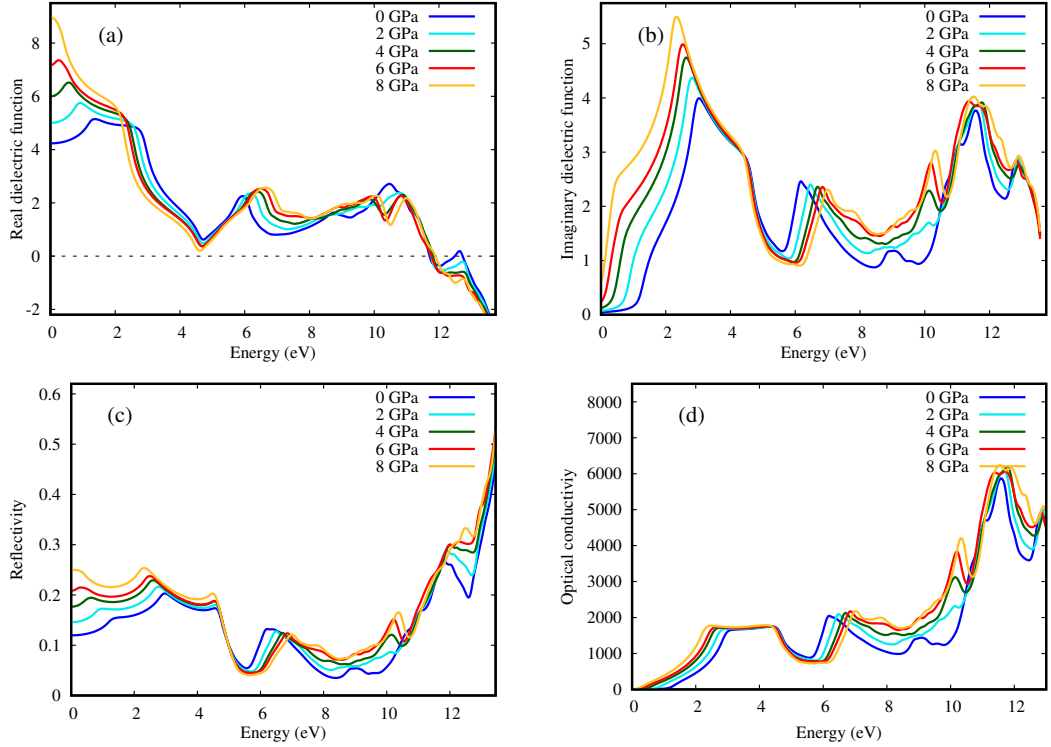 (a)
0 GPa
2 GPa
4 GPa
6 GPa
8 GPa
Real dielectric function
8
6
4
2
0
-2
0 2 4 6 8 10 12
Energy (eV)
(b)
0 GPa
2 GPa
4 GPa
6 GPa
8 GPa
Imaginary dielectric function
5
4
3
2
1
0
0 2 4 6 8 10 12
Energy (eV)
(c)
0 GPa
2 GPa
4 GPa
6 GPa
8 GPa
Reflectivity
0.6
0.5
0.4
0.3
0.2
0.1
0
0 2 4 6 8 10 12
Energy (eV)
(d)
0 GPa
2 GPa
4 GPa
6 GPa
8 GPa
Optical conductiviy
8000
7000
6000
5000
4000
3000
2000
1000
0
0 2 4 6 8 10 12
Energy (eV)